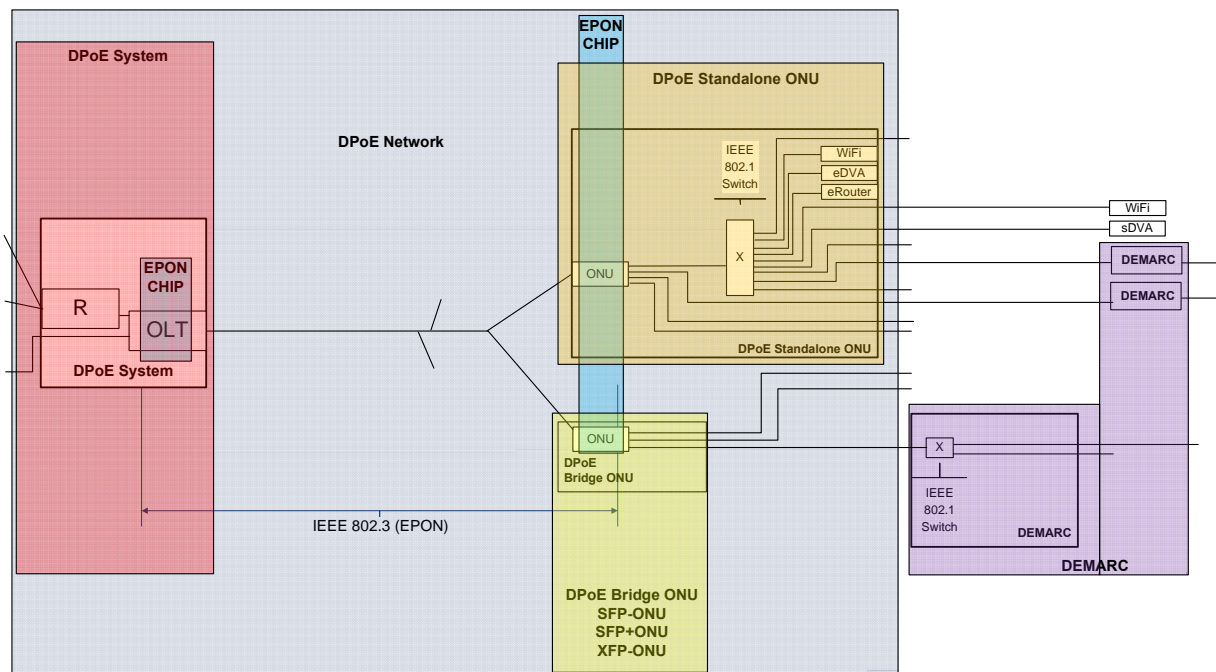 DPoE System
EPON
CHIP
R
OLT
DPoE System
DPoE Network
IEEE 802.3 (EPON)
EPON
CHIP
DPoE Standalone ONU
IEEE
802.1
Switch
WiFi
eDVA
eRouter
X
ONU
DPoE Standalone ONU
ONU
DPoE
Bridge ONU
DPoE Bridge ONU
SFP-ONU
SFP+ONU
XFP-ONU
WiFi
sDVA
DEMARC
DEMARC
X
IEEE
802.1
Switch
DEMARC
DEMARC